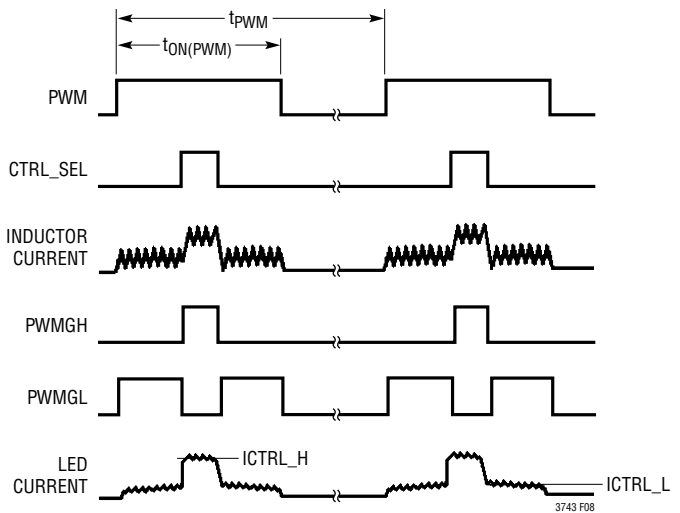 tPWM
tON(PWM)
PWM
CTRL_SEL
INDUCTOR
CURRENT
PWMGH
PWMGL
LED
CURRENT
ICTRL_H
ICTRL_L
3743 F08